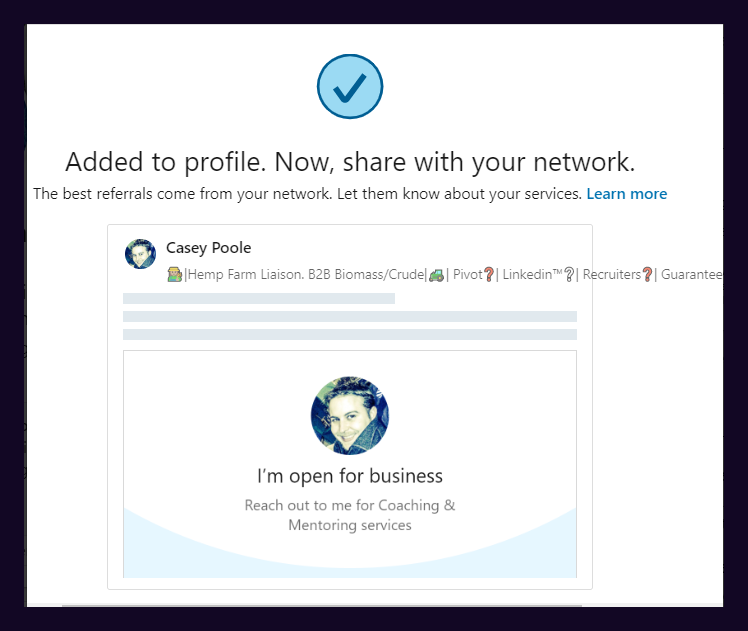 Added to profile. Now, share with your network.
The best referrals come from your network. Let them know about your services. Learn more
Casey Poole
|Hemp Farm Liaison. B2B Biomass/Crude|🚜| Pivot❓| Linkedin™❔| Recruiters❓| Guarantee
I'm open for business
Reach out to me for Coaching &
Mentoring services